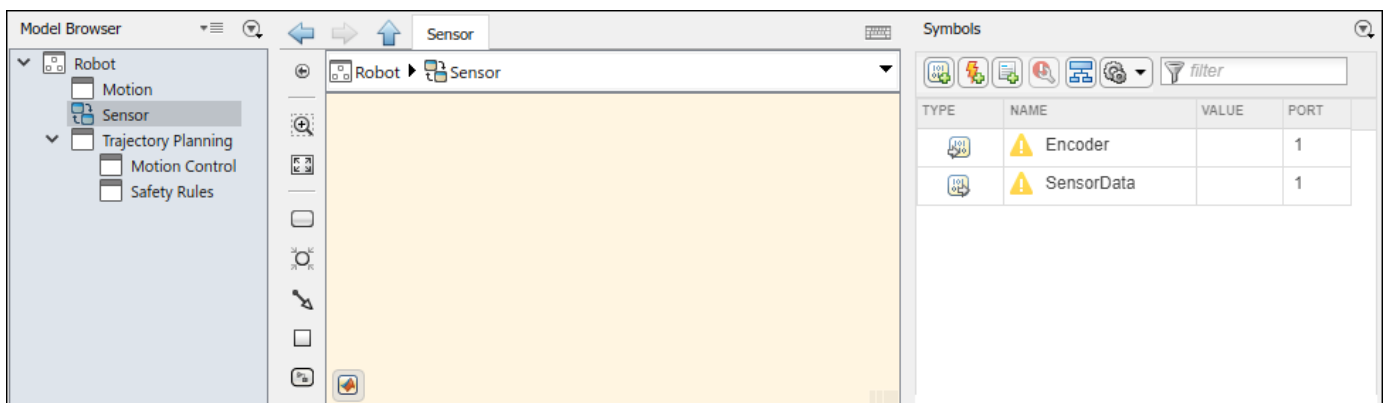 Model Browser
Sensor
Symbols
Robot
Motion
Sensor
Trajectory Planning
Motion Control
Safety Rules
Robot Sensor
filter
TYPE NAME VALUE PORT
Encoder 1
SensorData 1